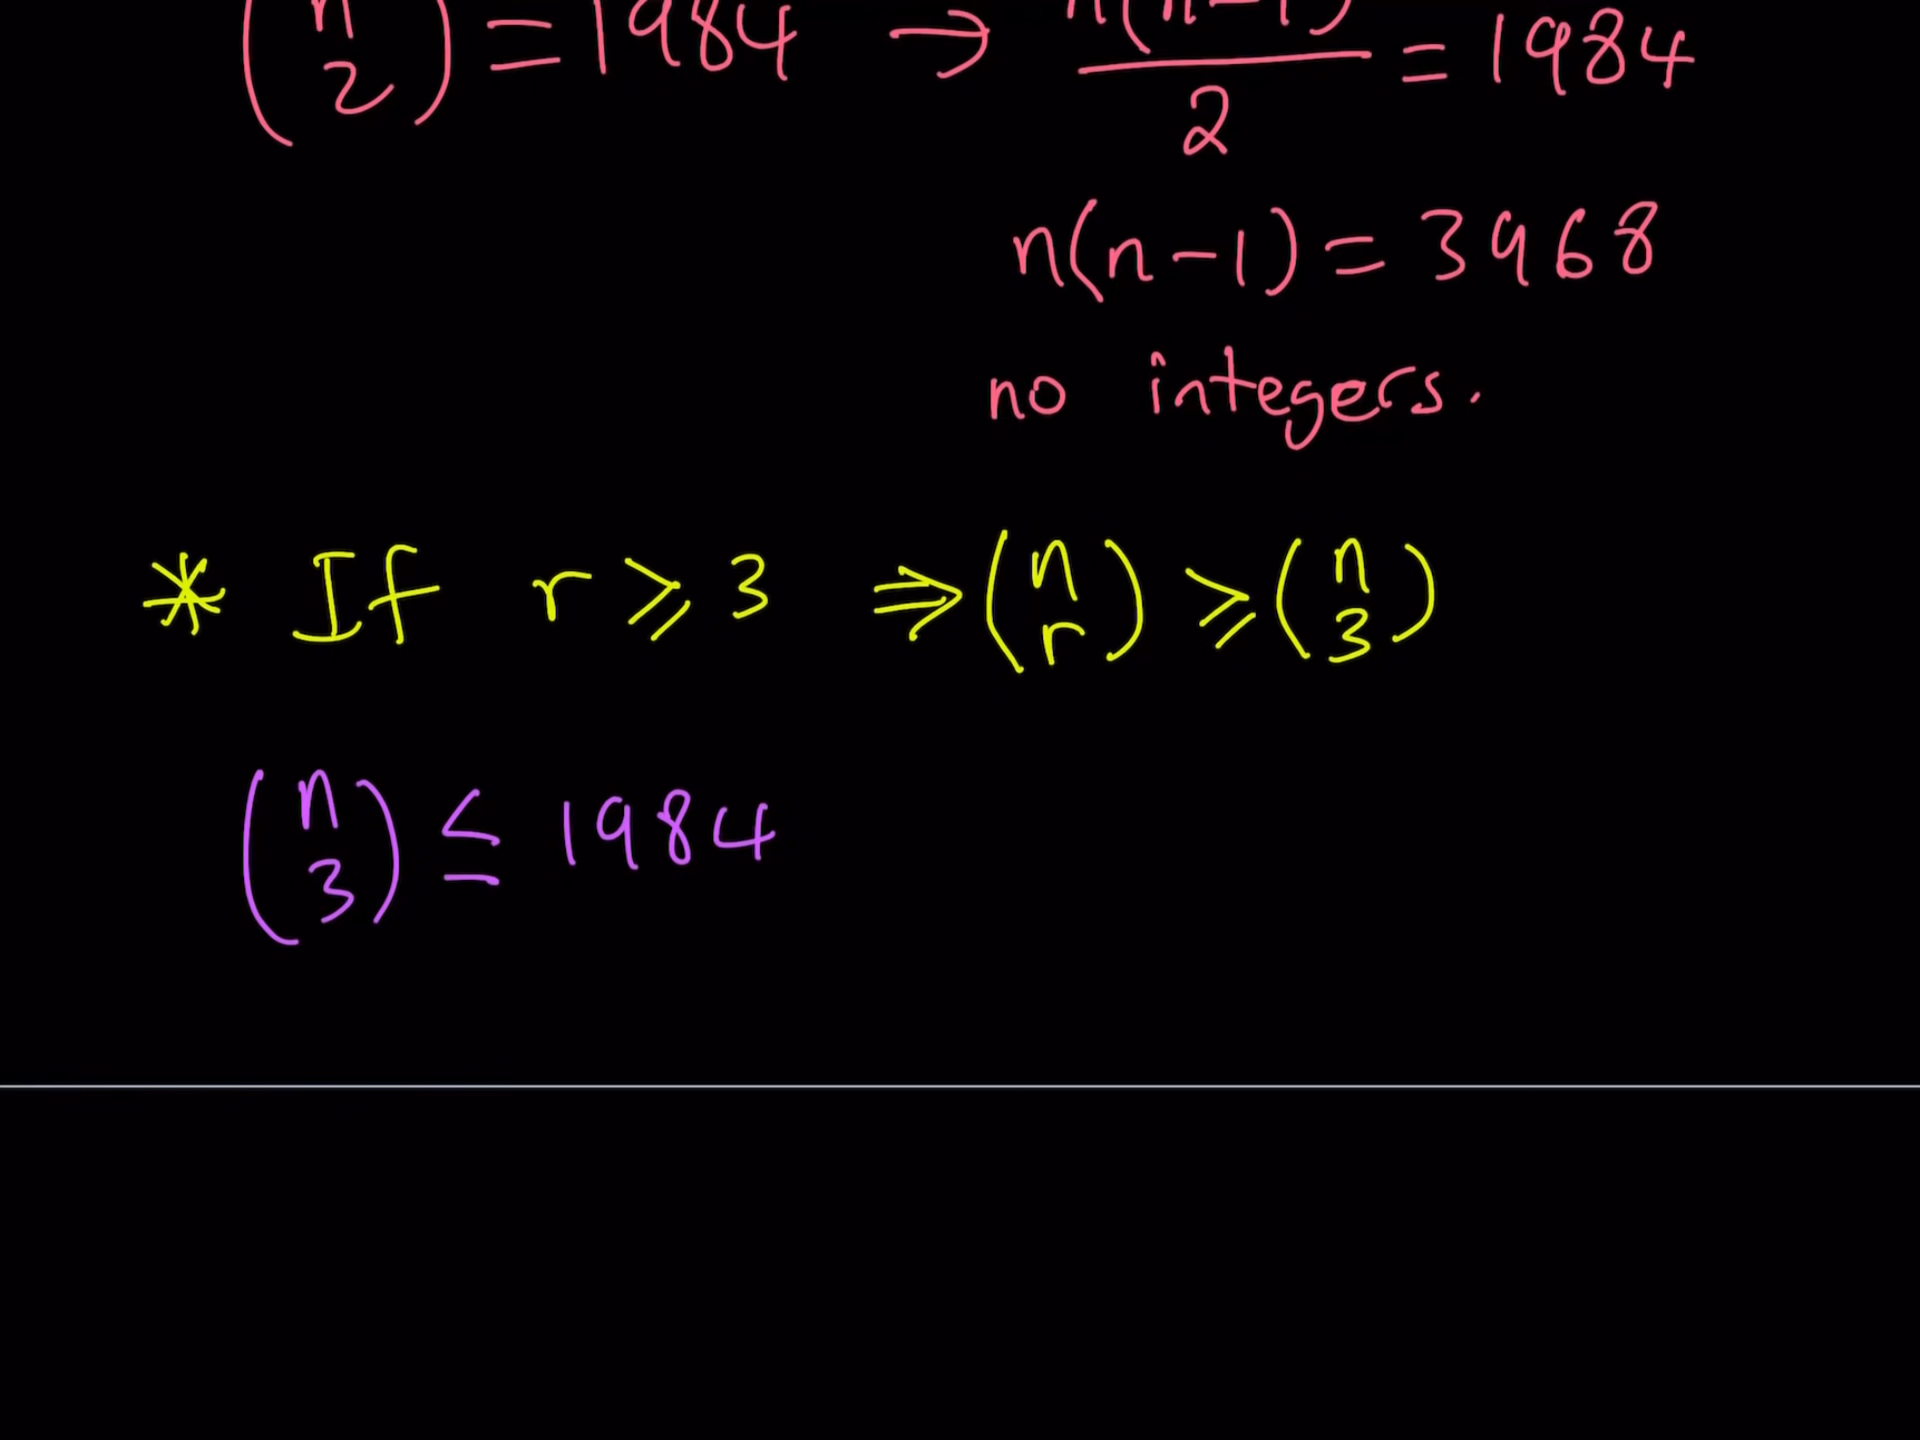 (n 2) = 1984 → n(n-1)/2 = 1984
n(n-1) = 3968
no integers.
* If r ⩾ 3 ⇒ (n r) ⩾ (n 3)
(n 3) ≤ 1984